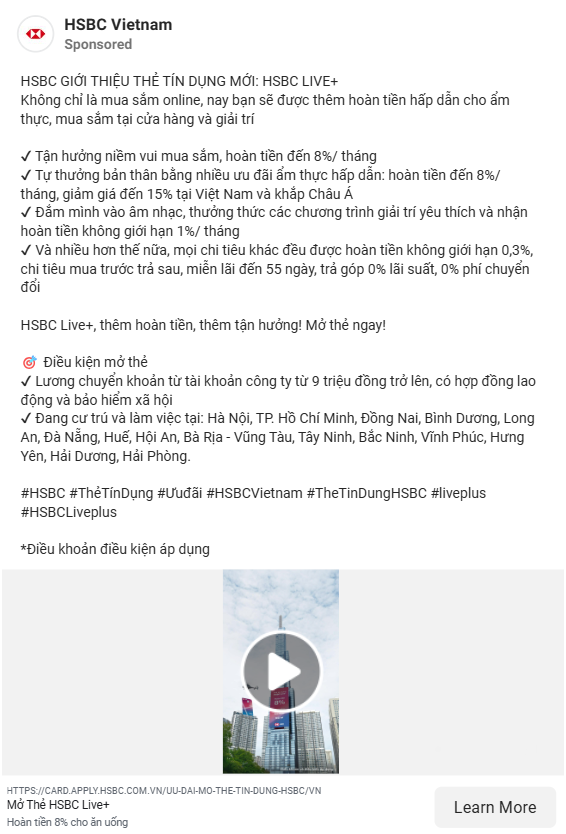 HSBC Vietnam
Sponsored
HSBC GIỚI THIỆU THẺ TÍN DỤNG MỚI: HSBC LIVE+
Không chỉ là mua sắm online, nay bạn sẽ được thêm hoàn tiền hấp dẫn cho ẩm
thực, mua sắm tại cửa hàng và giải trí
✓ Tận hưởng niềm vui mua sắm, hoàn tiền đến 8%/ tháng
✓ Tự thưởng bản thân bằng nhiều ưu đãi ẩm thực hấp dẫn: hoàn tiền đến 8%/
tháng, giảm giá đến 15% tại Việt Nam và khắp Châu Á
✓ Đắm mình vào âm nhạc, thưởng thức các chương trình giải trí yêu thích và nhận
hoàn tiền không giới hạn 1%/ tháng
✓ Và nhiều hơn thế nữa, mọi chi tiêu khác đều được hoàn tiền không giới hạn 0,3%,
chi tiêu mua trước trả sau, miễn lãi đến 55 ngày, trả góp 0% lãi suất, 0% phí chuyển
đổi
HSBC Live+, thêm hoàn tiền, thêm tận hưởng! Mở thẻ ngay!
🎯 Điều kiện mở thẻ
✓ Lương chuyển khoản từ tài khoản công ty từ 9 triệu đồng trở lên, có hợp đồng lao
động và bảo hiểm xã hội
✓ Đang cư trú và làm việc tại: Hà Nội, TP. Hồ Chí Minh, Đồng Nai, Bình Dương, Long
An, Đà Nẵng, Huế, Hội An, Bà Rịa - Vũng Tàu, Tây Ninh, Bắc Ninh, Vĩnh Phúc, Hưng
Yên, Hải Dương, Hải Phòng.
#HSBC #ThẻTínDụng #Ưuđãi #HSBCVietnam #TheTinDungHSBC #liveplus
#HSBCLiveplus
*Điều khoản điều kiện áp dụng
HTTPS://CARD.APPLY.HSBC.COM.VN/UU-DAI-MO-THE-TIN-DUNG-HSBC/VN
Mở Thẻ HSBC Live+
Hoàn tiền 8% cho ăn uống
Learn More